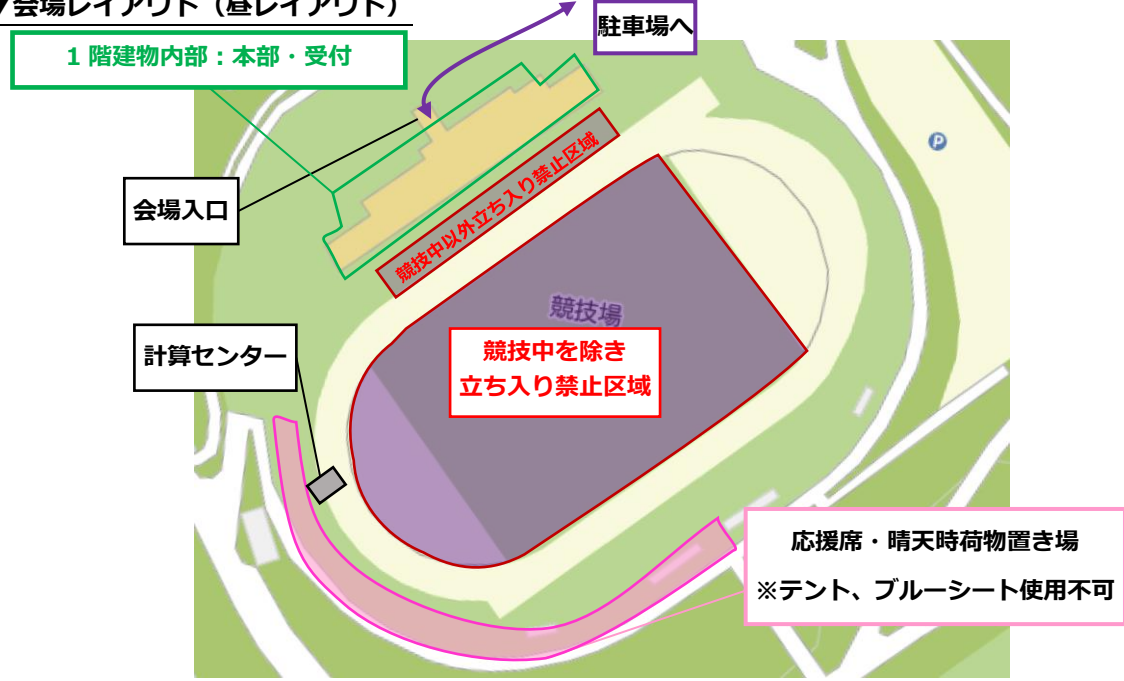 ▼会場レイアウト（昼レイアウト）
駐車場へ
1 階建物内部：本部・受付
P
競技中以外立ち入り禁止区域
会場入口
競技場
計算センター
競技中を除き
立ち入り禁止区域
応援席・晴天時荷物置き場
※テント、ブルーシート使用不可